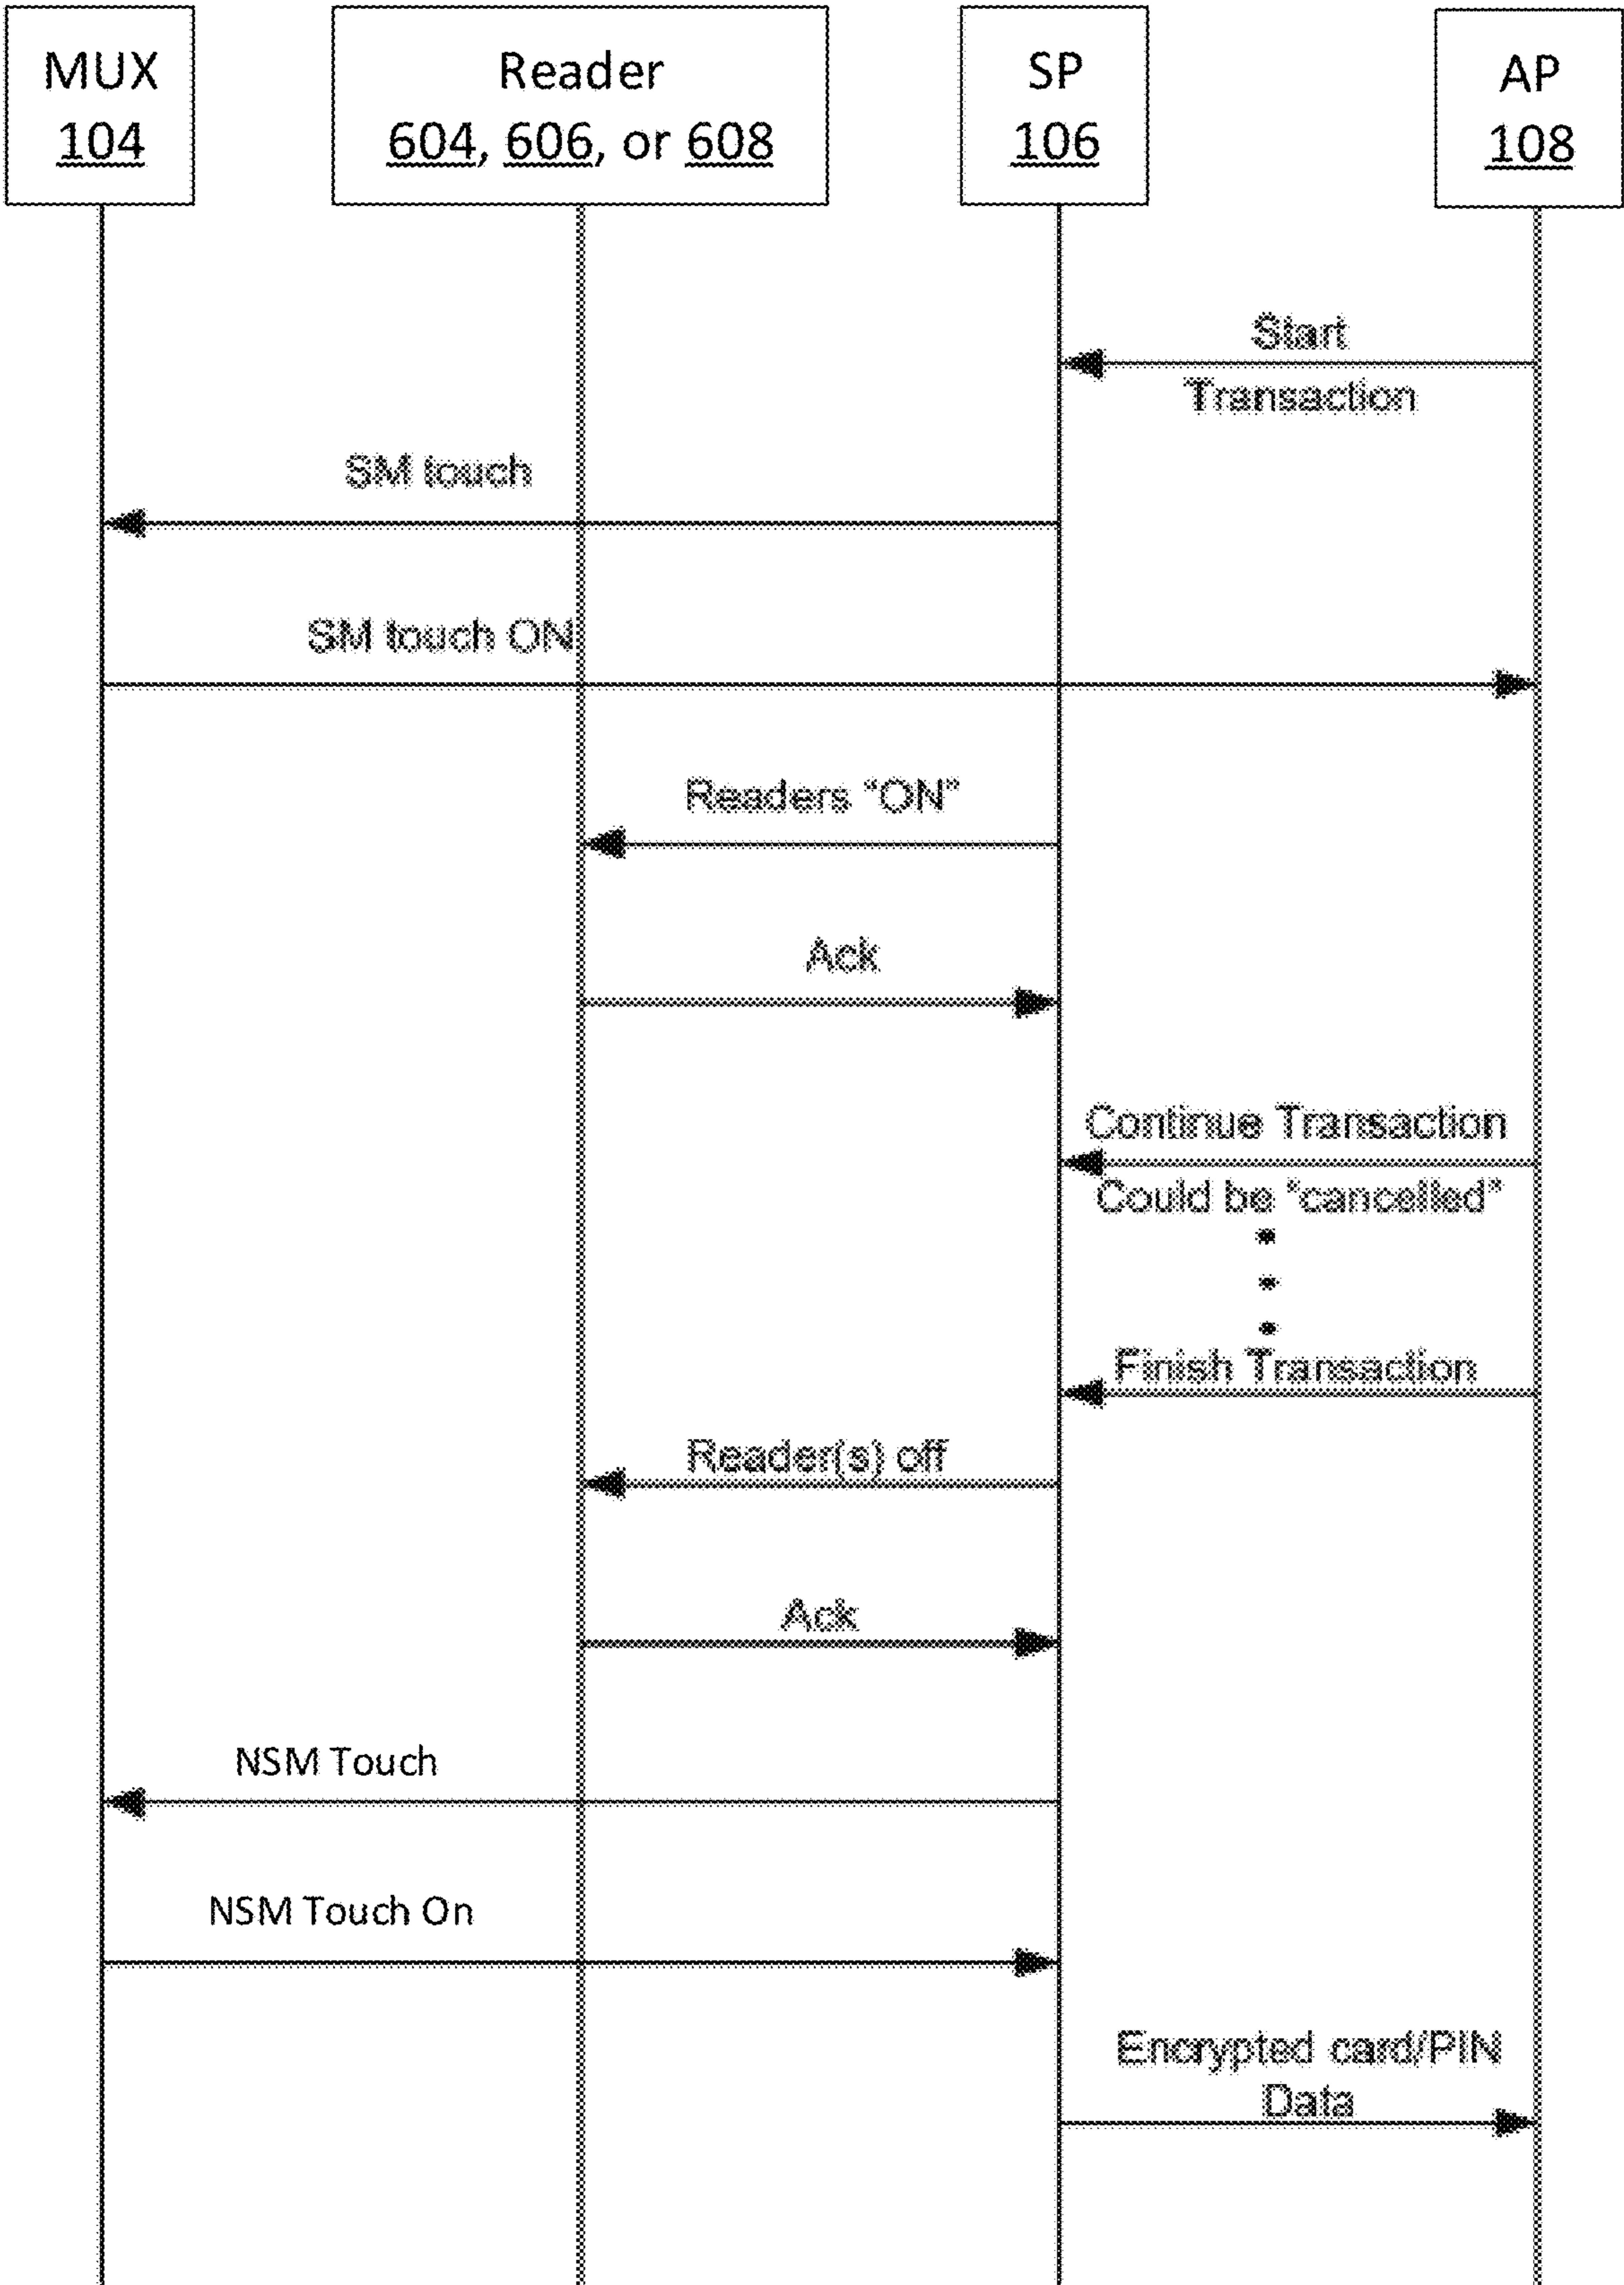 MUX
104
Reader
604, 606, or 608
SP
106
AP
108
Start
Transaction
SM touch
SM touch ON
Readers "ON"
Ack
Continue Transaction
Could be "cancelled"
Finish Transaction
Reader(s) off
Ack
NSM Touch
NSM Touch On
Encrypted card/PIN
Data